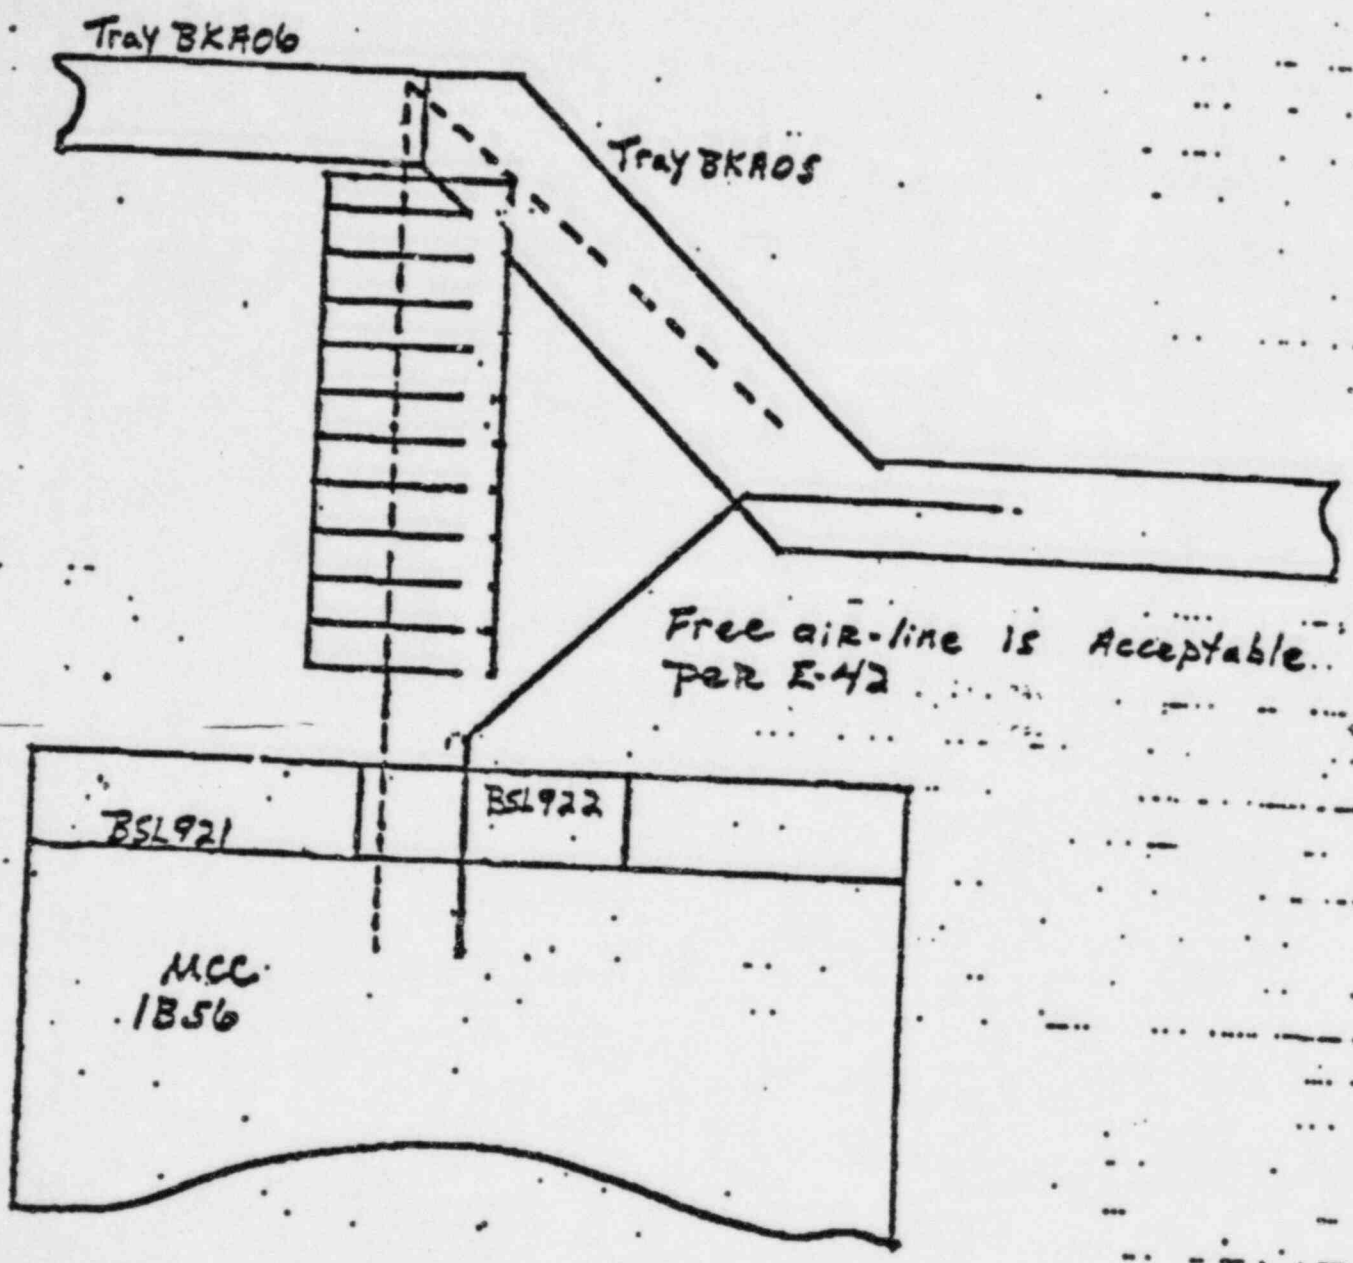 Tray BKA06
Tray BKA05
Free air-line is Acceptable
per E-42
BSL921
BSL922
MCC
1B56